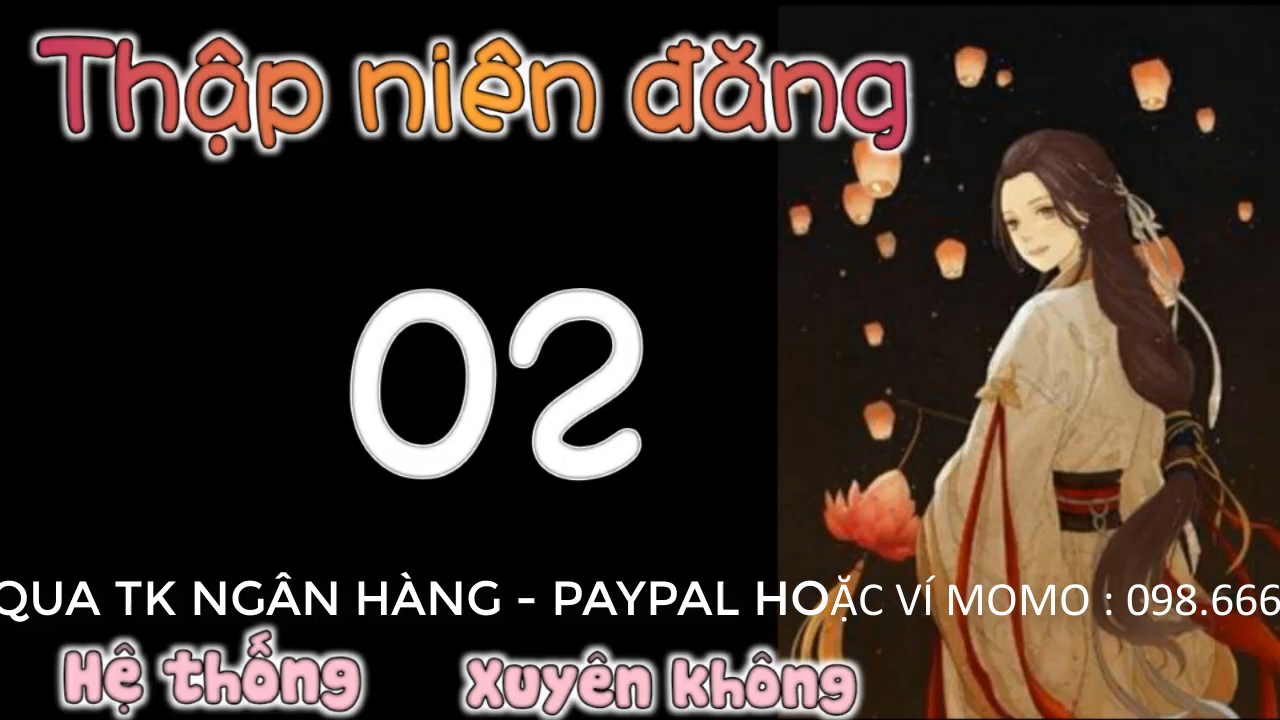 Thập niên đăng
02
QUA TK NGÂN HÀNG - PAYPAL HOẶC VÍ MOMO : 098.666
Hệ thống Xuyên không